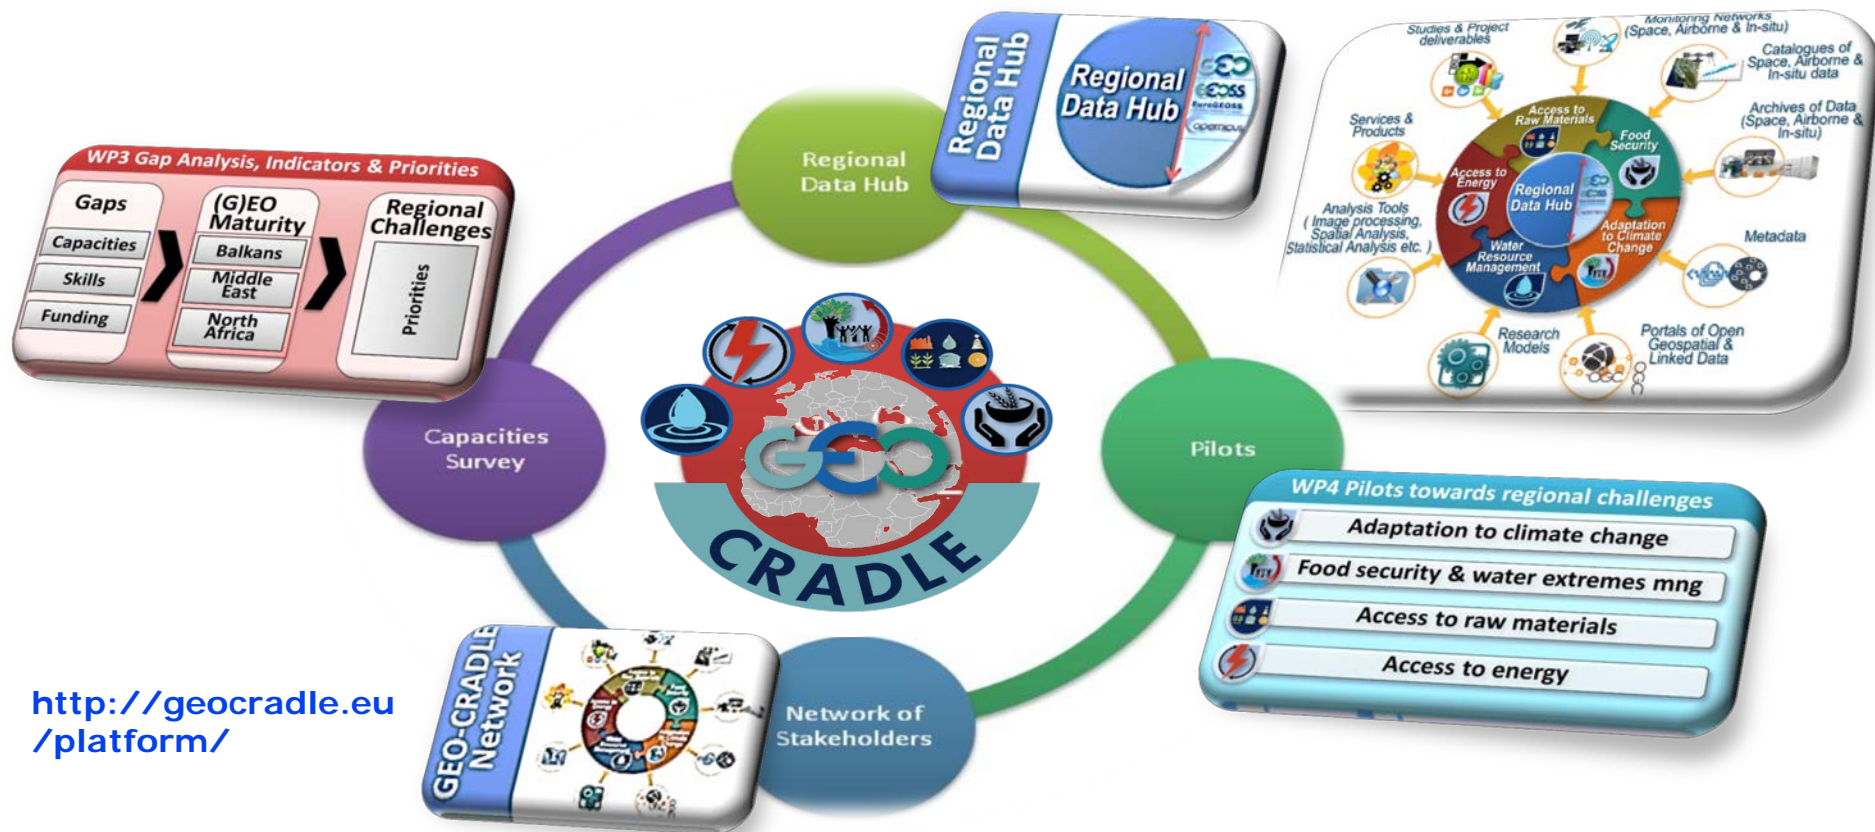 WP3 Gap Analysis, Indicators & Priorities
Gaps
Capacities
Skills
Funding
(G)EO
Maturity
Balkans
Middle
East
North
Africa
Regional
Challenges
Priorities
Regional
Data Hub
Regional
Data Hub
Regional
Data Hub
GEO
GEOSS
EuroGEOSS
opernicus
Studies & Project
deliverables
Monitoring Networks
(Space, Airborne & In-situ)
Catalogues of
Space, Airborne &
In-situ data
Archives of Data
(Space, Airborne &
In-situ)
Metadata
Portals of Open
Geospatial &
Linked Data
OGC
OGC
Research
Models
Analysis Tools
( Image processing,
Spatial Analysis,
Statistical Analysis etc. )
Services &
Products
Access to
Raw Materials
Food
Security
Adaptation
to Climate
Change
Water
Resource
Management
Access to
Energy
Regional
Data Hub
Capacities
Survey
GEO
CRADLE
Pilots
WP4 Pilots towards regional challenges
Adaptation to climate change
Food security & water extremes mng
Access to raw materials
Access to energy
GEO-CRADLE
Network
Network of
Stakeholders
http://geocradle.eu
/platform/